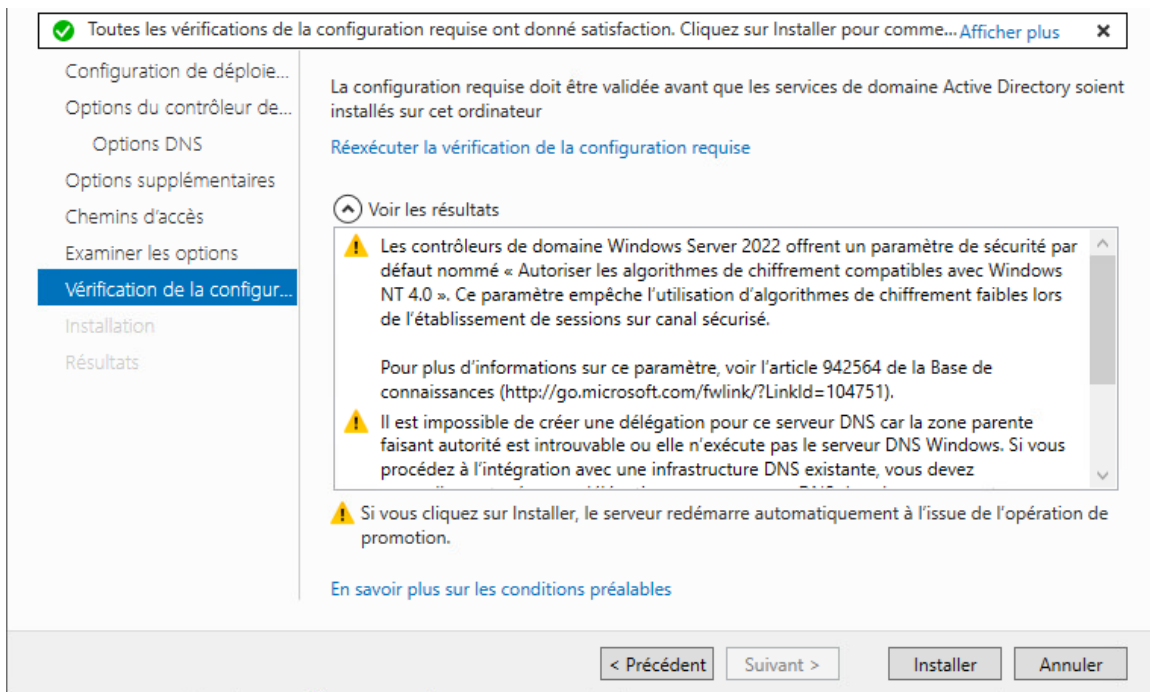 Toutes les vérifications de la configuration requise ont donné satisfaction. Cliquez sur Installer pour comme... Afficher plus
Configuration de déploie...
Options du contrôleur de...
Options DNS
Options supplémentaires
Chemins d'accès
Examiner les options
Vérification de la configur...
Installation
Résultats
La configuration requise doit être validée avant que les services de domaine Active Directory soient
installés sur cet ordinateur
Réexécuter la vérification de la configuration requise
Voir les résultats
Les contrôleurs de domaine Windows Server 2022 offrent un paramètre de sécurité par
défaut nommé « Autoriser les algorithmes de chiffrement compatibles avec Windows
NT 4.0 ». Ce paramètre empêche l'utilisation d'algorithmes de chiffrement faibles lors
de l'établissement de sessions sur canal sécurisé.
Pour plus d'informations sur ce paramètre, voir l'article 942564 de la Base de
connaissances (http://go.microsoft.com/fwlink/?LinkId=104751).
Il est impossible de créer une délégation pour ce serveur DNS car la zone parente
faisant autorité est introuvable ou elle n'exécute pas le serveur DNS Windows. Si vous
procédez à l'intégration avec une infrastructure DNS existante, vous devez
Si vous cliquez sur Installer, le serveur redémarre automatiquement à l'issue de l'opération de
promotion.
En savoir plus sur les conditions préalables
< Précédent
Suivant >
Installer
Annuler